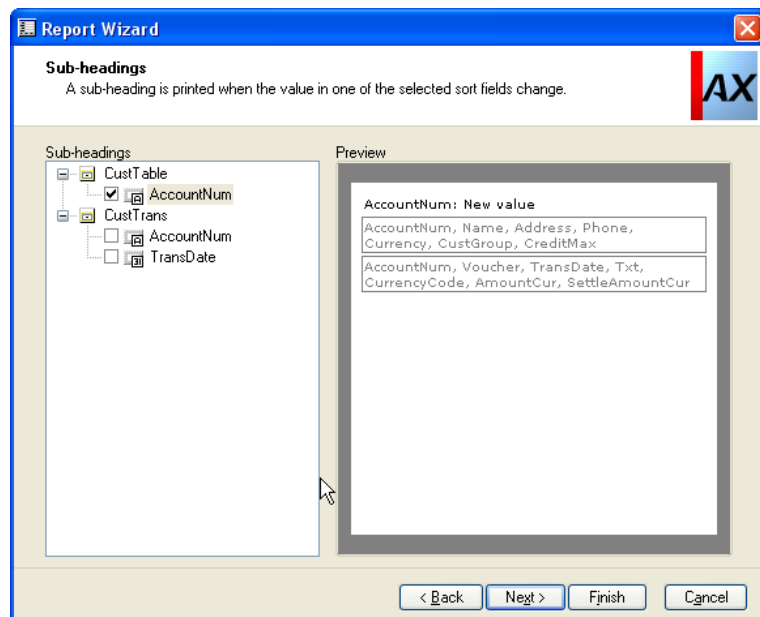 Report Wizard
Sub-headings
A sub-heading is printed when the value in one of the selected sort fields change.
AX
Sub-headings
CustTable
AccountNum
CustTrans
AccountNum
TransDate
Preview
AccountNum: New value
AccountNum, Name, Address, Phone,
Currency, CustGroup, CreditMax
AccountNum, Voucher, TransDate, Txt,
CurrencyCode, AmountCur, SettleAmountCur
< Back
Next >
Finish
Cancel